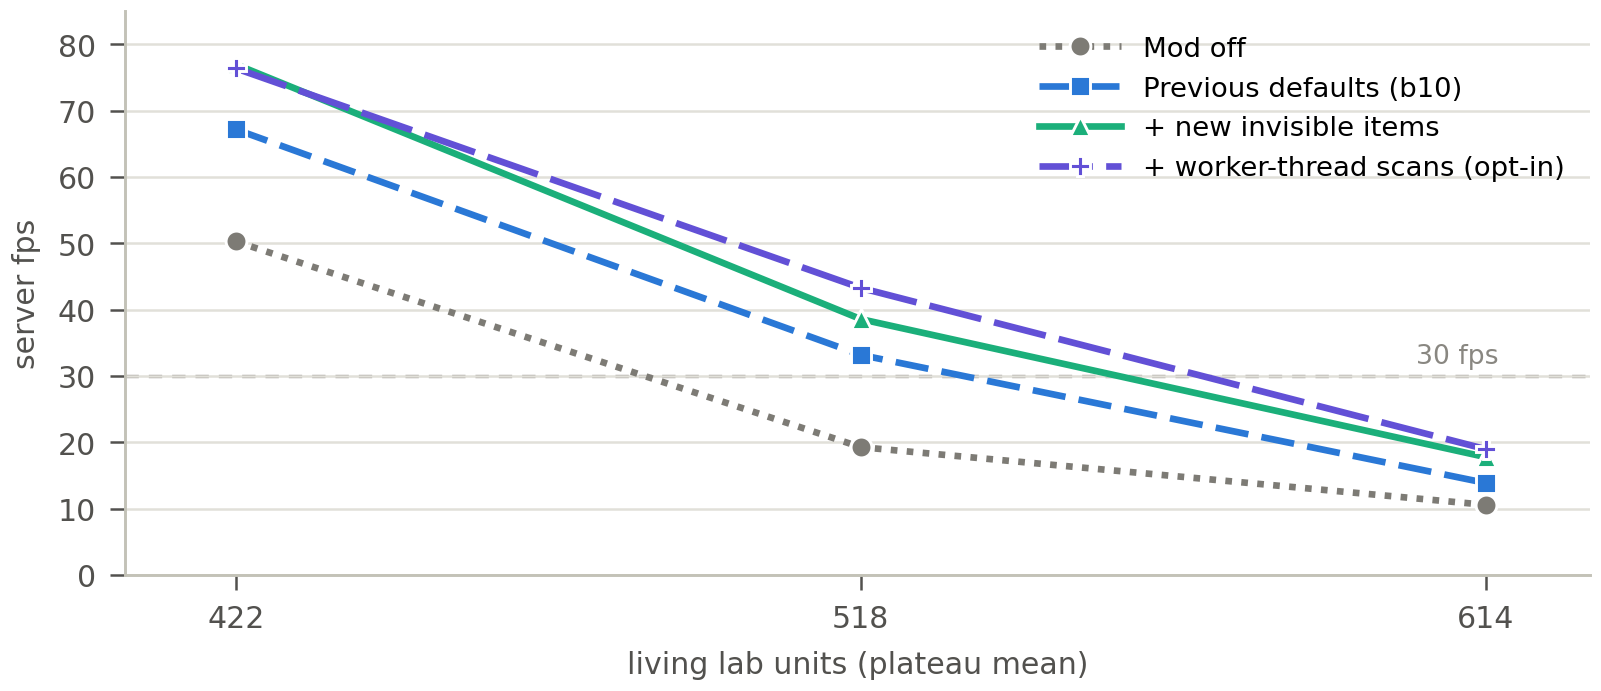 80
70
60
50
40
30
20
10
0
server fps
Mod off
Previous defaults (b10)
+ new invisible items
+ worker-thread scans (opt-in)
30 fps
422
518
614
living lab units (plateau mean)